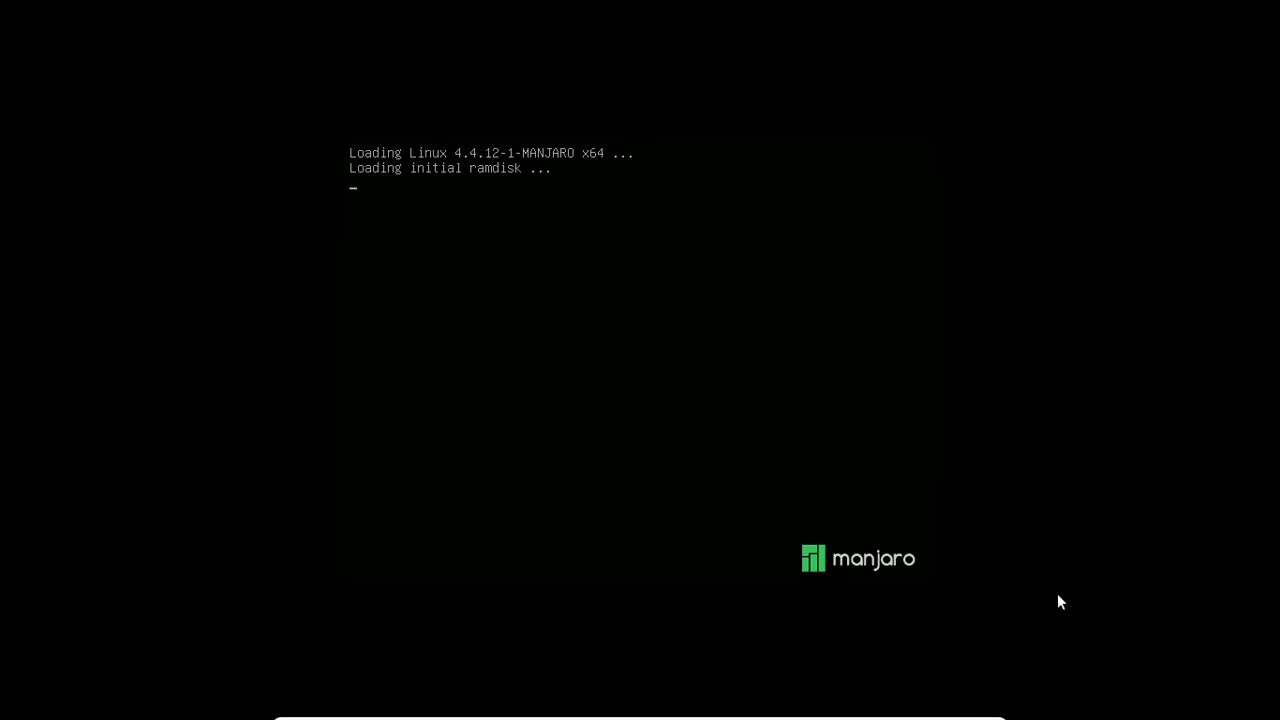 Loading Linux 4.4.12-1-MANJARO x64 ...
Loading initial ramdisk ...
manjaro